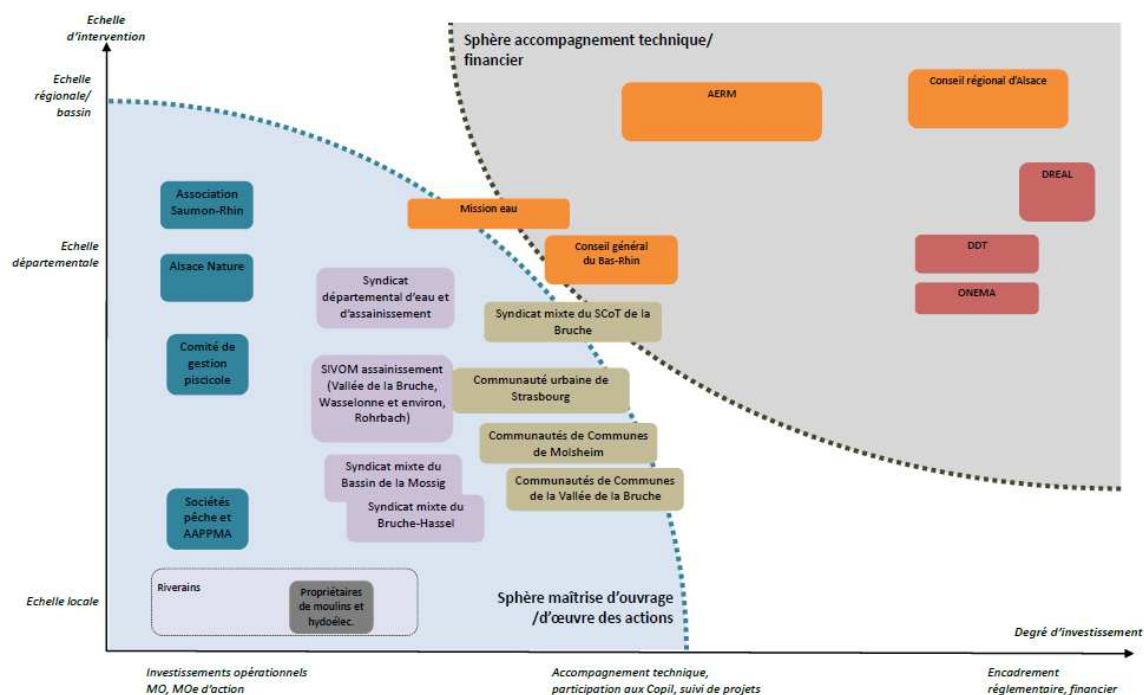 Echelle
d'intervention
Echelle
régionale/
bassin
Sphère accompagnement technique/
financier
AERM
Conseil régional d'Alsace
DREAL
Association
Saumon-Rhin
Mission eau
Echelle
départementale
Conseil général
du Bas-Rhin
DDT
Alsace Nature
Syndicat
départemental d'eau et
d'assainissement
ONEMA
Syndicat mixte du SCoT de la
Bruche
Comité de
gestion
piscicole
SIVOM assainissement
(Vallée de la Bruche,
Wasselonne et environ,
Rohrbach)
Communauté urbaine de
Strasbourg
Communautés de Communes
de Molsheim
Syndicat mixte du
Bassin de la Mossig
Communautés de Communes
de la Vallée de la Bruche
Sociétés
pêche et
AAPPMA
Syndicat mixte du
Bruche-Hassel
Echelle locale
Riverains
Propriétaires
de moulins et
hydoélec.
Sphère maîtrise d'ouvrage
/d'œuvre des actions
Degré d'investissement
Investissements opérationnels
MO, MOe d'action
Accompagnement technique,
participation aux Copil, suivi de projets
Encadrement
réglementaire, financier